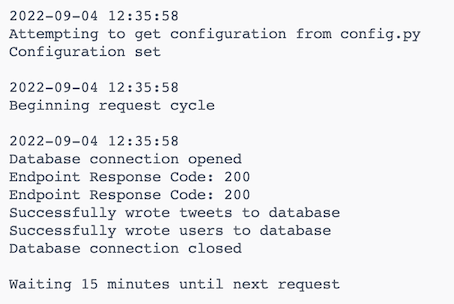 2022-09-04 12:35:58
Attempting to get configuration from config.py
Configuration set
2022-09-04 12:35:58
Beginning request cycle
2022-09-04 12:35:58
Database connection opened
Endpoint Response Code: 200
Endpoint Response Code: 200
Successfully wrote tweets to database
Successfully wrote users to database
Database connection closed
Waiting 15 minutes until next request